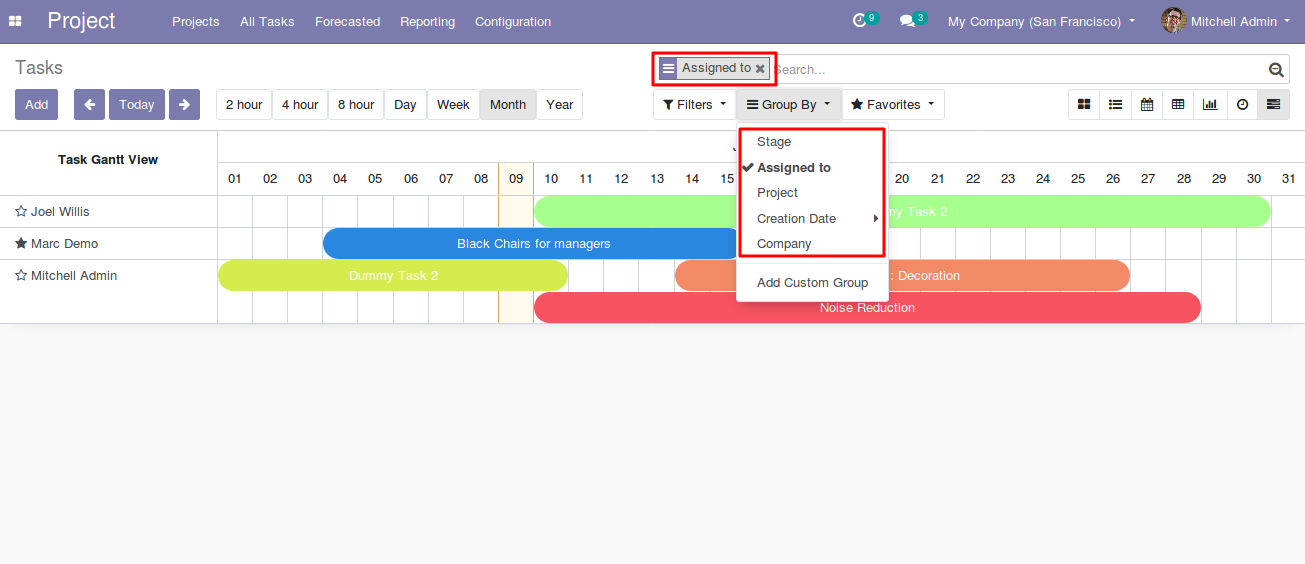 Project Projects All Tasks Forecasted Reporting Configuration 9 3 My Company (San Francisco) Mitchell Admin
Tasks Assigned to Search...
Add Today 2 hour 4 hour 8 hour Day Week Month Year Filters Group By Favorites
Task Gantt View
01 02 03 04 05 06 07 08 09 10 11 12 13 14 15 20 21 22 23 24 25 26 27 28 29 30 31
Stage
Assigned to
Project
Creation Date
Company
Add Custom Group
Joel Willis Task 2
Marc Demo Black Chairs for managers
Mitchell Admin Dummy Task 2 : Decoration
Noise Reduction